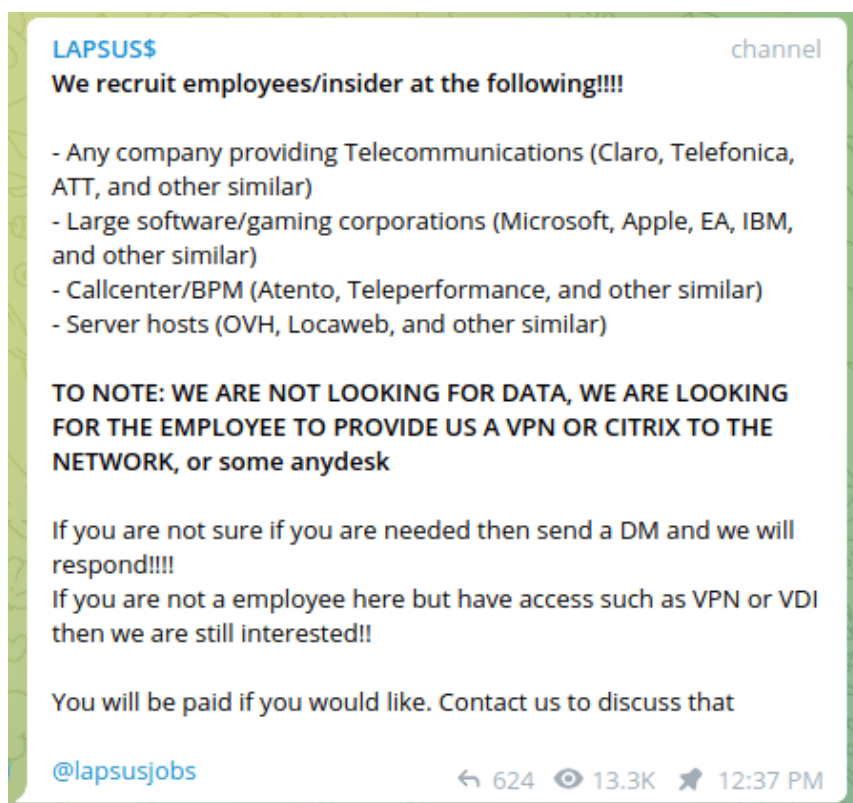 LAPSUS$ channel
We recruit employees/insider at the following!!!!
- Any company providing Telecommunications (Claro, Telefonica,
ATT, and other similar)
- Large software/gaming corporations (Microsoft, Apple, EA, IBM,
and other similar)
- Callcenter/BPM (Atento, Teleperformance, and other similar)
- Server hosts (OVH, Locaweb, and other similar)
TO NOTE: WE ARE NOT LOOKING FOR DATA, WE ARE LOOKING
FOR THE EMPLOYEE TO PROVIDE US A VPN OR CITRIX TO THE
NETWORK, or some anydesk
If you are not sure if you are needed then send a DM and we will
respond!!!!
If you are not a employee here but have access such as VPN or VDI
then we are still interested!!
You will be paid if you would like. Contact us to discuss that
@lapsusjobs 624 13.3K 12:37 PM